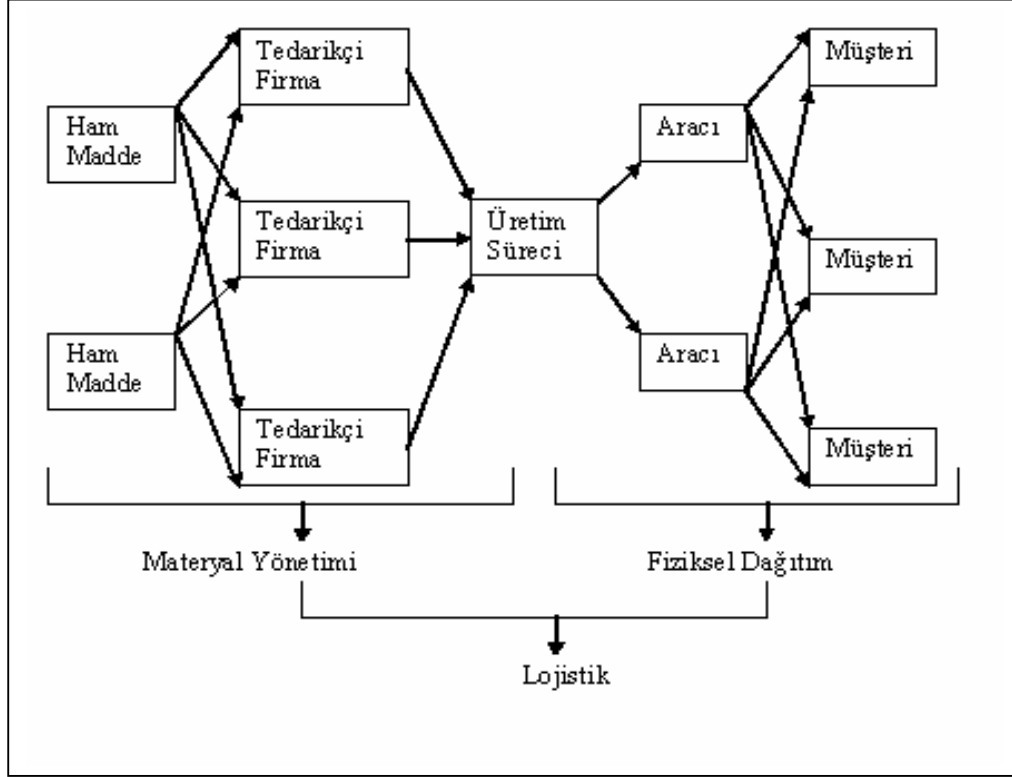 Tedarikçi
Firma
Müşteri
Ham
Madde
Aracı
Tedarikçi
Firma
Üretim
Süreci
Müşteri
Ham
Madde
Aracı
Tedarikçi
Firma
Müşteri
Materyal Yönetimi
Fiziksel Dağıtım
Lojistik